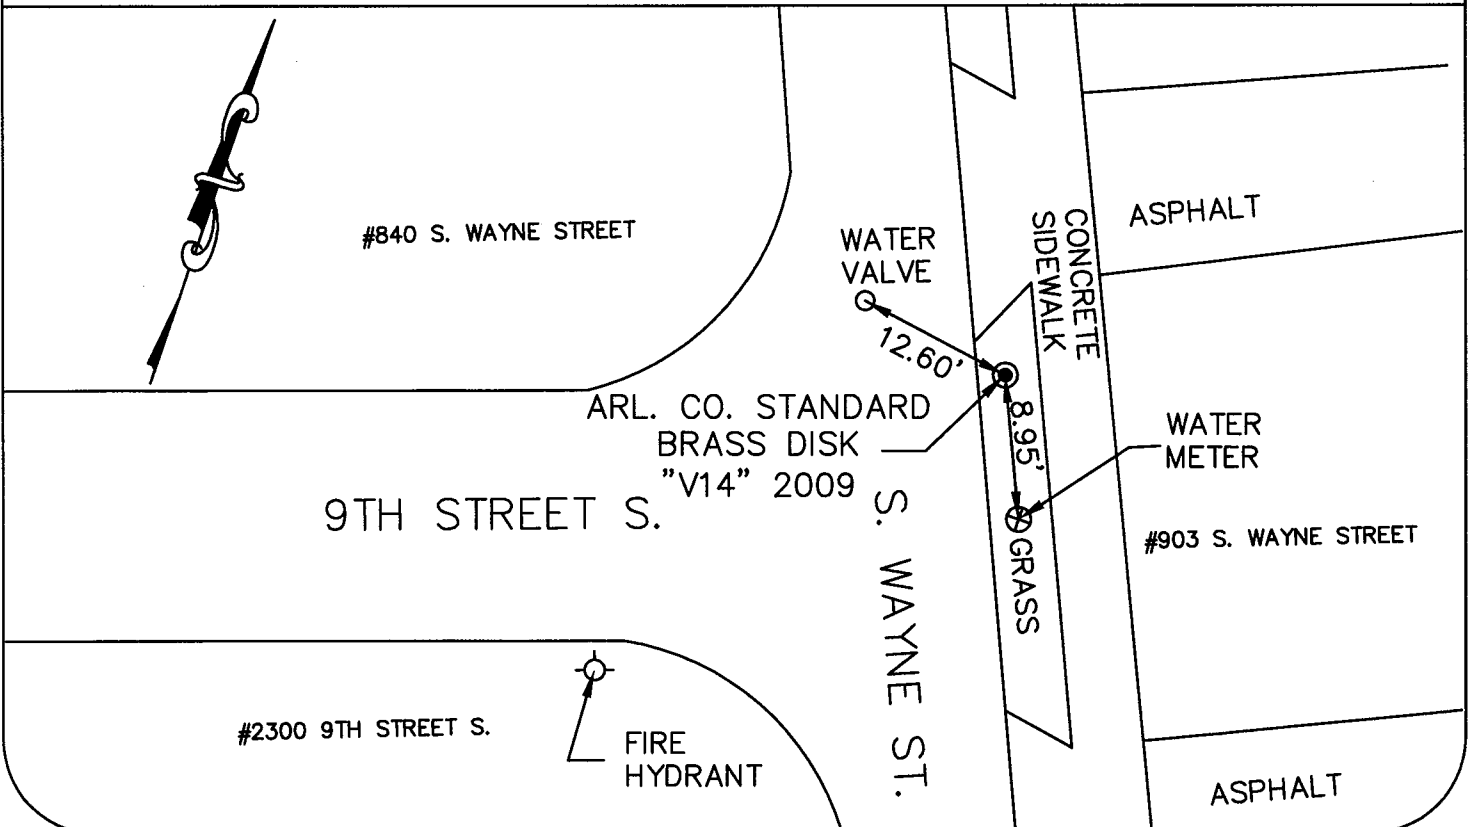 #840 S. WAYNE STREET
WATER
VALVE
CONCRETE
SIDEWALK
ASPHALT
12.60'
ARL. CO. STANDARD
BRASS DISK
"V14" 2009
8.95'
WATER
METER
9TH STREET S.
S. WAYNE ST.
GRASS
#903 S. WAYNE STREET
#2300 9TH STREET S.
FIRE
HYDRANT
ASPHALT